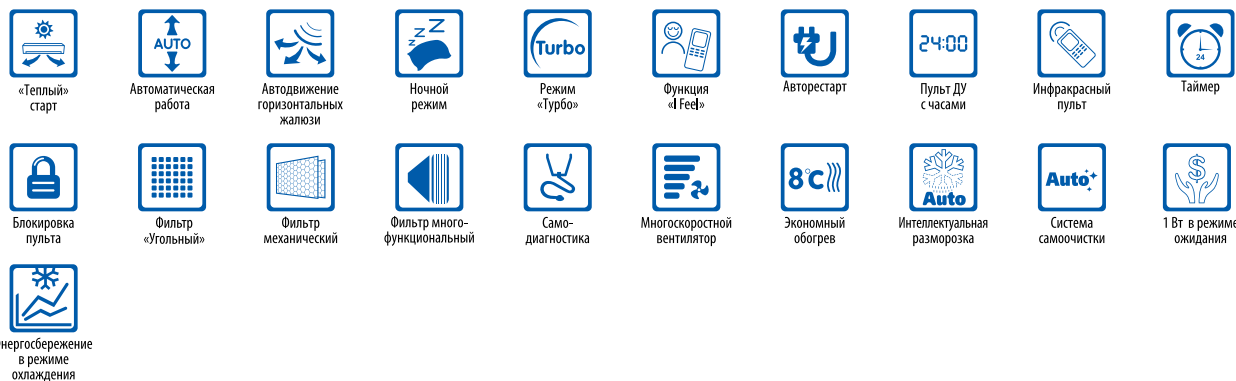 AUTO
Z Z Z
Turbo
24:00
24
«Теплый»
старт
Автоматическая
работа
Автодвижение
горизонтальных
жалюзи
Ночной
режим
Режим
«Турбо»
Функция
«I Feel»
Авторестарт
Пульт ДУ
с часами
Инфракрасный
пульт
Таймер
8°C
Auto
Auto
$
Блокировка
пульта
Фильтр
«Угольный»
Фильтр
механический
Фильтр много-
функциональный
Само-
диагностика
Многоскоростной
вентилятор
Экономный
обогрев
Интеллектуальная
разморозка
Система
самоочистки
1 Вт в режиме
ожидания
нергосбережение
в режиме
охлаждения